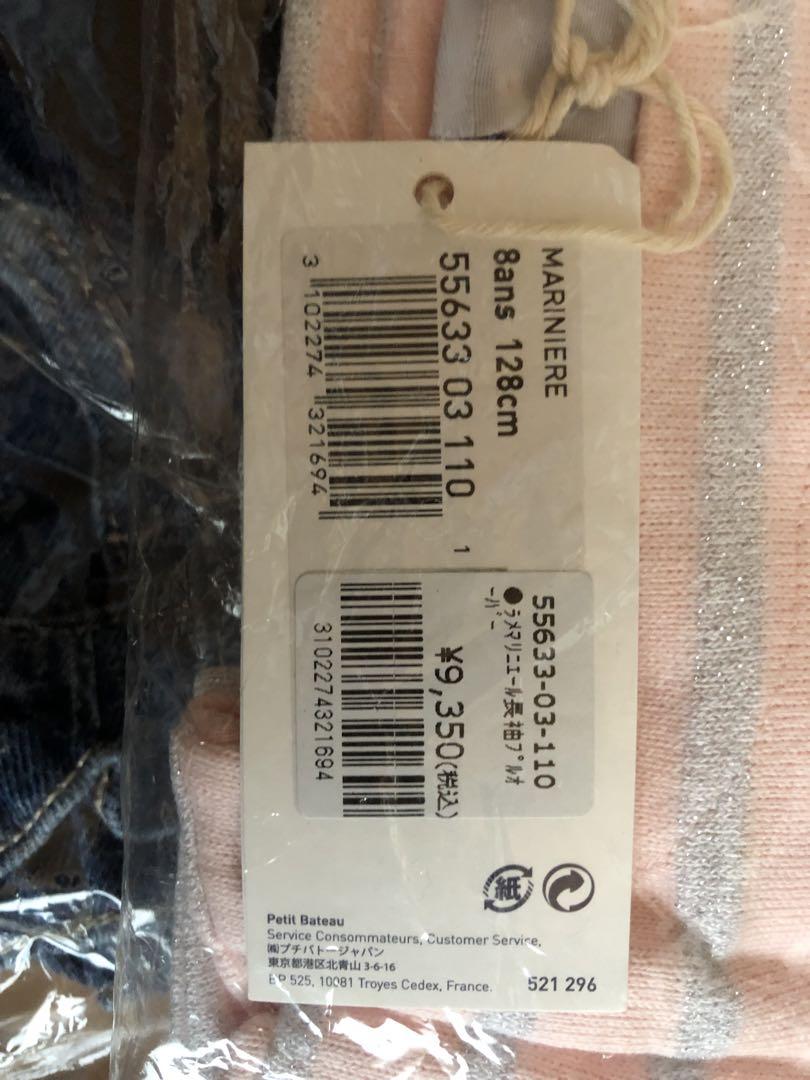 MARINIERE
8ans 128cm
55633 03 110
3 102274 321694
1
55633-03-110
●ラメマリニエール長袖プルオ
ーバー
¥9,350(税込)
3102274321694
紙
Petit Bateau
Service Consommateurs, Customer Service,
㈱プチバトージャパン
東京都港区北青山 3-6-16
BP 525, 10081 Troyes Cedex, France.
521 296